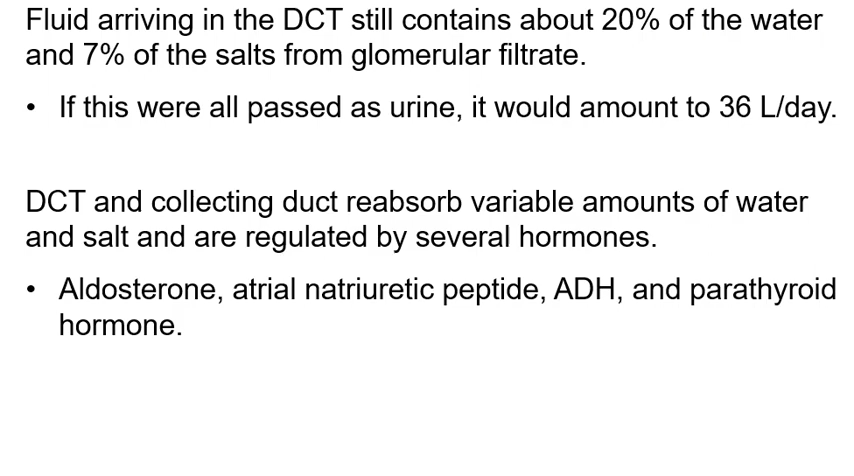 Fluid arriving in the DCT still contains about 20% of the water
and 7% of the salts from glomerular filtrate.
• If this were all passed as urine, it would amount to 36 L/day.
DCT and collecting duct reabsorb variable amounts of water
and salt and are regulated by several hormones.
• Aldosterone, atrial natriuretic peptide, ADH, and parathyroid
hormone.